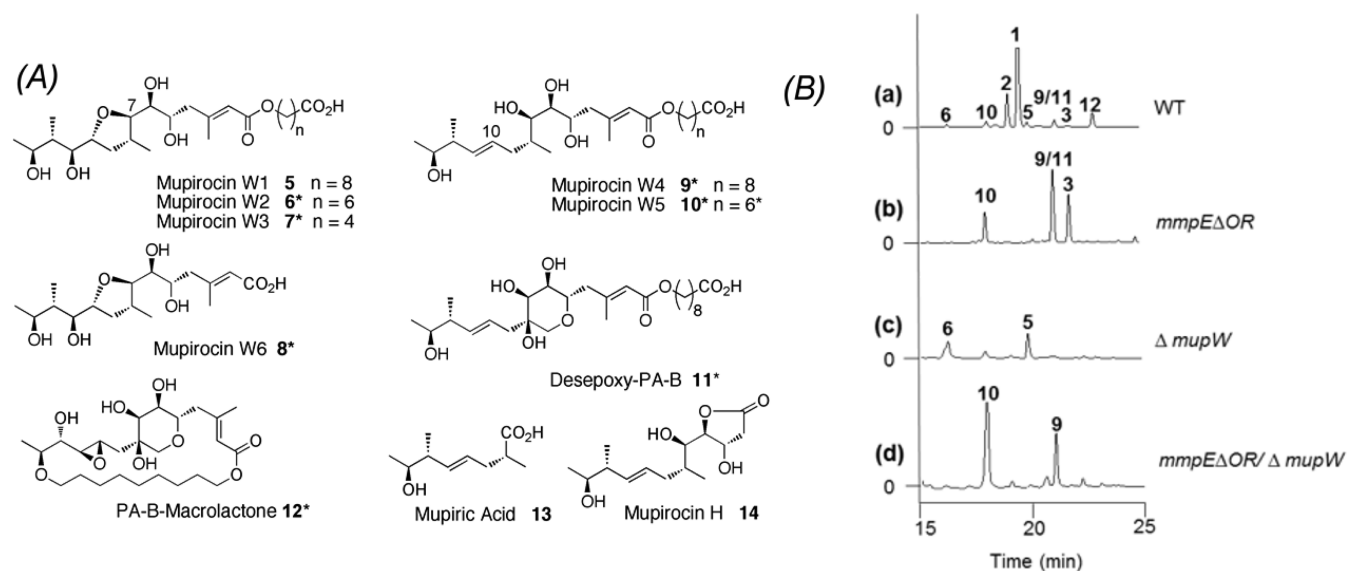 (A)
OH
7
O
O
CO₂H
n
O
OH
OH
OH
Mupirocin W1 5 n = 8
Mupirocin W2 6* n = 6
Mupirocin W3 7* n = 4
OH
HO
10
O
CO₂H
n
O
OH
OH
Mupirocin W4 9* n = 8
Mupirocin W5 10* n = 6*
OH
O
CO₂H
OH
OH
OH
Mupirocin W6 8*
OH
HO
O
CO₂H
8
O
O
OH
OH
Desepoxy-PA-B 11*
OH
OH
HO
O
O
O
OH
O
O
PA-B-Macrolactone 12*
CO₂H
OH
Mupiric Acid 13
O
O
HO
OH
OH
Mupirocin H 14
(B)
(a)
0
6
10
2
1
5
9/11
3
12
WT
(b)
0
10
9/11
3
mmpEΔOR
(c)
0
6
5
Δ mupW
(d)
0
10
9
mmpEΔOR/ Δ mupW
15
20
25
Time (min)